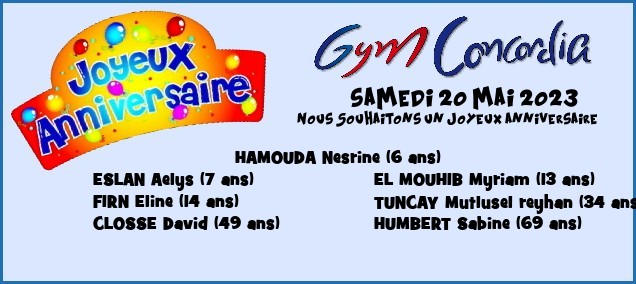 Joyeux
Anniversaire
Gym Concordia
SAMEDI 20 MAI 2023
NOUS SOUHAITONS UN JOYEUX ANNIVERSAIRE
HAMOUDA Nesrine (6 ans)
ESLAN Aelys (7 ans)
EL MOUHIB Myriam (13 ans)
FIRN Eline (14 ans)
TUNCAY Mutlusel reyhan (34 ans
CLOSSE David (49 ans)
HUMBERT Sabine (69 ans)